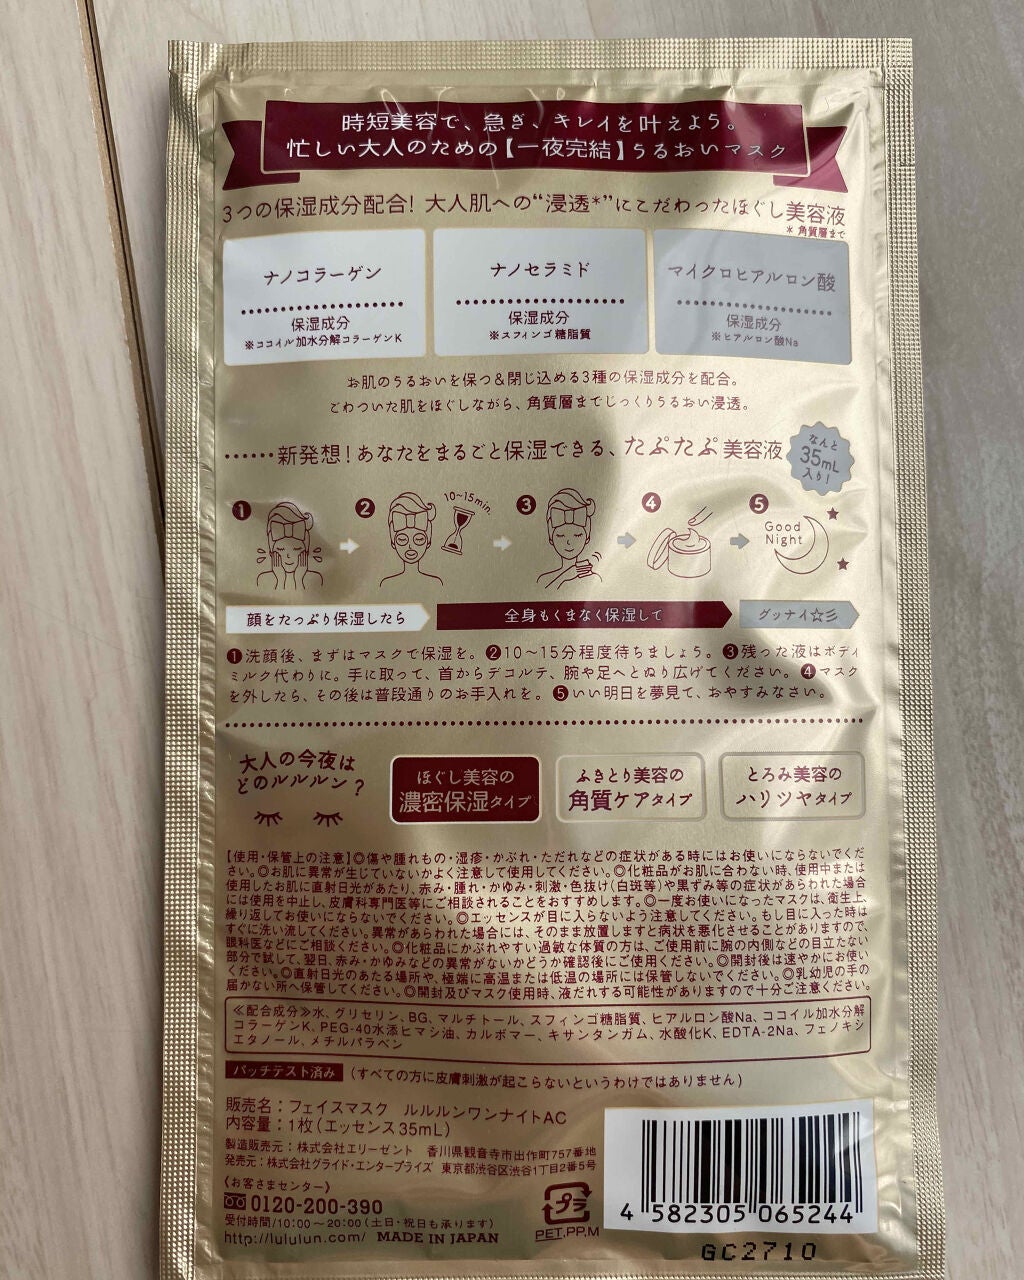 時短美容で、急ぎ、キレイを叶えよう。
忙しい大人のための【一夜完結】うるおいマスク
3つの保湿成分配合！大人肌への“浸透*”にこだわったほぐし美容液
*角質層まで
ナノコラーゲン
保湿成分
※ココイル加水分解コラーゲンK
ナノセラミド
保湿成分
※スフィンゴ糖脂質
マイクロヒアルロン酸
保湿成分
※ヒアルロン酸Na
お肌のうるおいを保つ&閉じ込める3種の保湿成分を配合。
ごわついた肌をほぐしながら、角質層までじっくりうるおい浸透。
……新発想！あなたをまるごと保湿できる、たぷたぷ美容液
なんと
35mL
入り！
❶ ❷ 10~15min. ❸ ❹ ❺
Good
Night
顔をたっぷり保湿したら 全身もくまなく保湿して グッナイ☆彡
❶洗顔後、まずはマスクで保湿を。❷10〜15分程度待ちましょう。❸残った液はボディ
ミルク代わりに。手に取って、首からデコルテ、腕や足へとぬり広げてください。❹マスク
を外したら、その後は普段通りのお手入れを。❺いい明日を夢見て、おやすみなさい。
大人の今夜は
どのルルルン？
ほぐし美容の
濃密保湿タイプ
ふきとり美容の
角質ケアタイプ
とろみ美容の
ハリツヤタイプ
【使用・保管上の注意】◎傷や腫れもの・湿疹・かぶれ・ただれなどの症状がある時にはお使いにならないでくだ
さい。◎お肌に異常が生じていないかよく注意して使用してください。◎化粧品がお肌に合わない時、使用中または
使用したお肌に直射日光があたり、赤み・腫れ・かゆみ・刺激・色抜け(白斑等)や黒ずみ等の症状があらわれた場合
には使用を中止し、皮膚科専門医等にご相談されることをおすすめします。◎一度お使いになったマスクは、衛生上、
繰り返してお使いにならないでください。◎エッセンスが目に入らないよう注意してください。もし目に入った時は
すぐに洗い流してください。異常があらわれた場合には、そのまま放置しますと病状を悪化させることがありますので、
眼科医などにご相談ください。◎化粧品にかぶれやすい過敏な体質の方は、ご使用前に腕の内側などの目立たない
部分で試して、翌日、赤み・かゆみなどの異常がないかどうか確認後にご使用ください。◎開封後は速やかにお使い
ください。◎直射日光のあたる場所や、極端に高温または低温の場所には保管しないでください。◎乳幼児の手の
届かない所へ保管してください。◎開封及びマスク使用時、液だれする可能性がありますので十分ご注意ください。
≪配合成分≫水、グリセリン、BG、マルチトール、スフィンゴ糖脂質、ヒアルロン酸Na、ココイル加水分解
コラーゲンK、PEG-40水添ヒマシ油、カルボマー、キサンタンガム、水酸化K、EDTA-2Na、フェノキシ
エタノール、メチルパラベン
パッチテスト済み (すべての方に皮膚刺激が起こらないというわけではありません)
販売名：フェイスマスク ルルルンワンナイトAC
内容量：1枚(エッセンス35mL)
製造販売元：株式会社エリーゼント 香川県観音寺市出作町757番地
発売元：株式会社グライド・エンタープライズ 東京都渋谷区渋谷1丁目2番5号
〈お客さまセンター〉
0120-200-390
受付時間/10:00〜20:00(土日・祝日も承ります)
http://lululun.com/ MADE IN JAPAN
プラ
PET,PP,M
4 582305 065244
GC2710